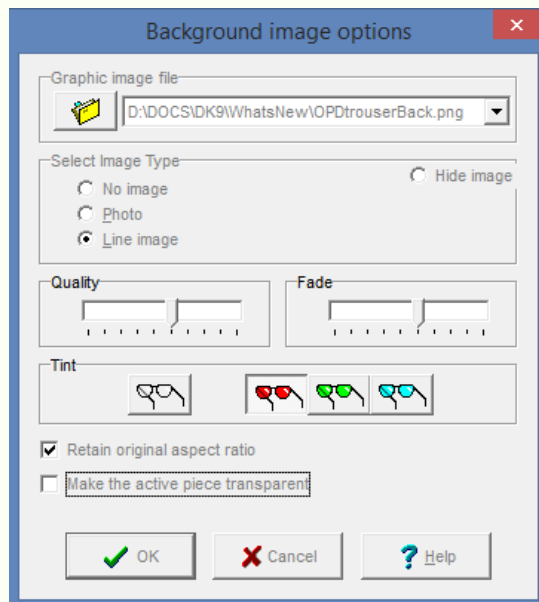 Background image options
Graphic image file
D:\DOCS\DK9\WhatsNew\OPDtrouserBack.png
Select Image Type
Hide image
No image
Photo
Line image
Quality
Fade
Tint
Retain original aspect ratio
Make the active piece transparent
OK
Cancel
Help